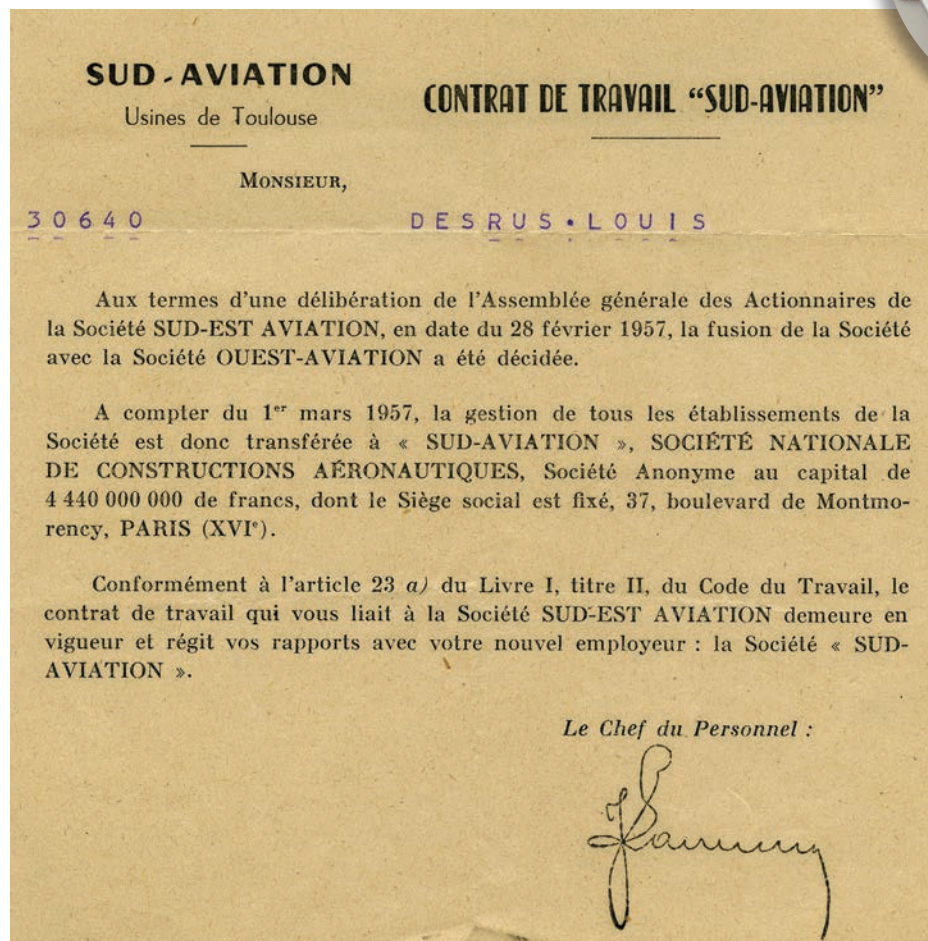 SUD-AVIATION
Usines de Toulouse
CONTRAT DE TRAVAIL “SUD-AVIATION”
MONSIEUR,
30640 DESRUS•LOUIS
Aux termes d'une délibération de l'Assemblée générale des Actionnaires de
la Société SUD-EST AVIATION, en date du 28 février 1957, la fusion de la Société
avec la Société OUEST-AVIATION a été décidée.
A compter du 1er mars 1957, la gestion de tous les établissements de la
Société est donc transférée à « SUD-AVIATION », SOCIÉTÉ NATIONALE
DE CONSTRUCTIONS AÉRONAUTIQUES, Société Anonyme au capital de
4 440 000 000 de francs, dont le Siège social est fixé, 37, boulevard de Montmo-
rency, PARIS (XVIe).
Conformément à l'article 23 a) du Livre I, titre II, du Code du Travail, le
contrat de travail qui vous liait à la Société SUD-EST AVIATION demeure en
vigueur et régit vos rapports avec votre nouvel employeur : la Société « SUD-
AVIATION ».
Le Chef du Personnel :